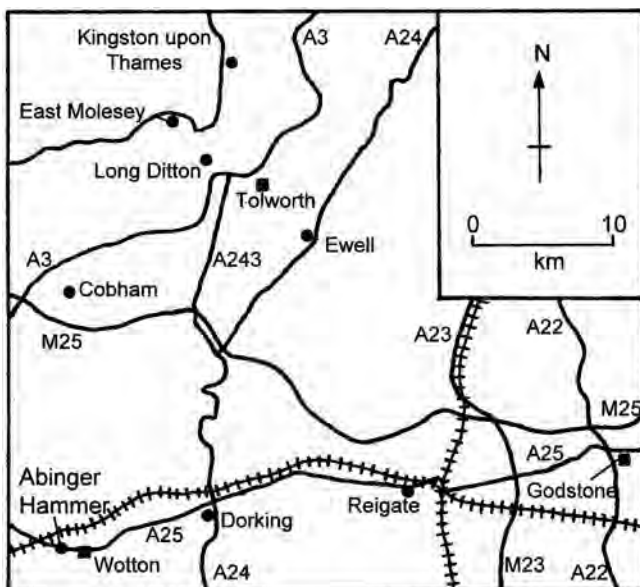 Kingston upon
Thames
A3
A24
N
East Molesey
Long Ditton
Tolworth
0 10
km
Ewell
A3
A243
Cobham
M25
A23
A22
M25
A25
Abinger
Hammer
Godstone
Reigate
Dorking
A25
Wotton
A24
M23
A22